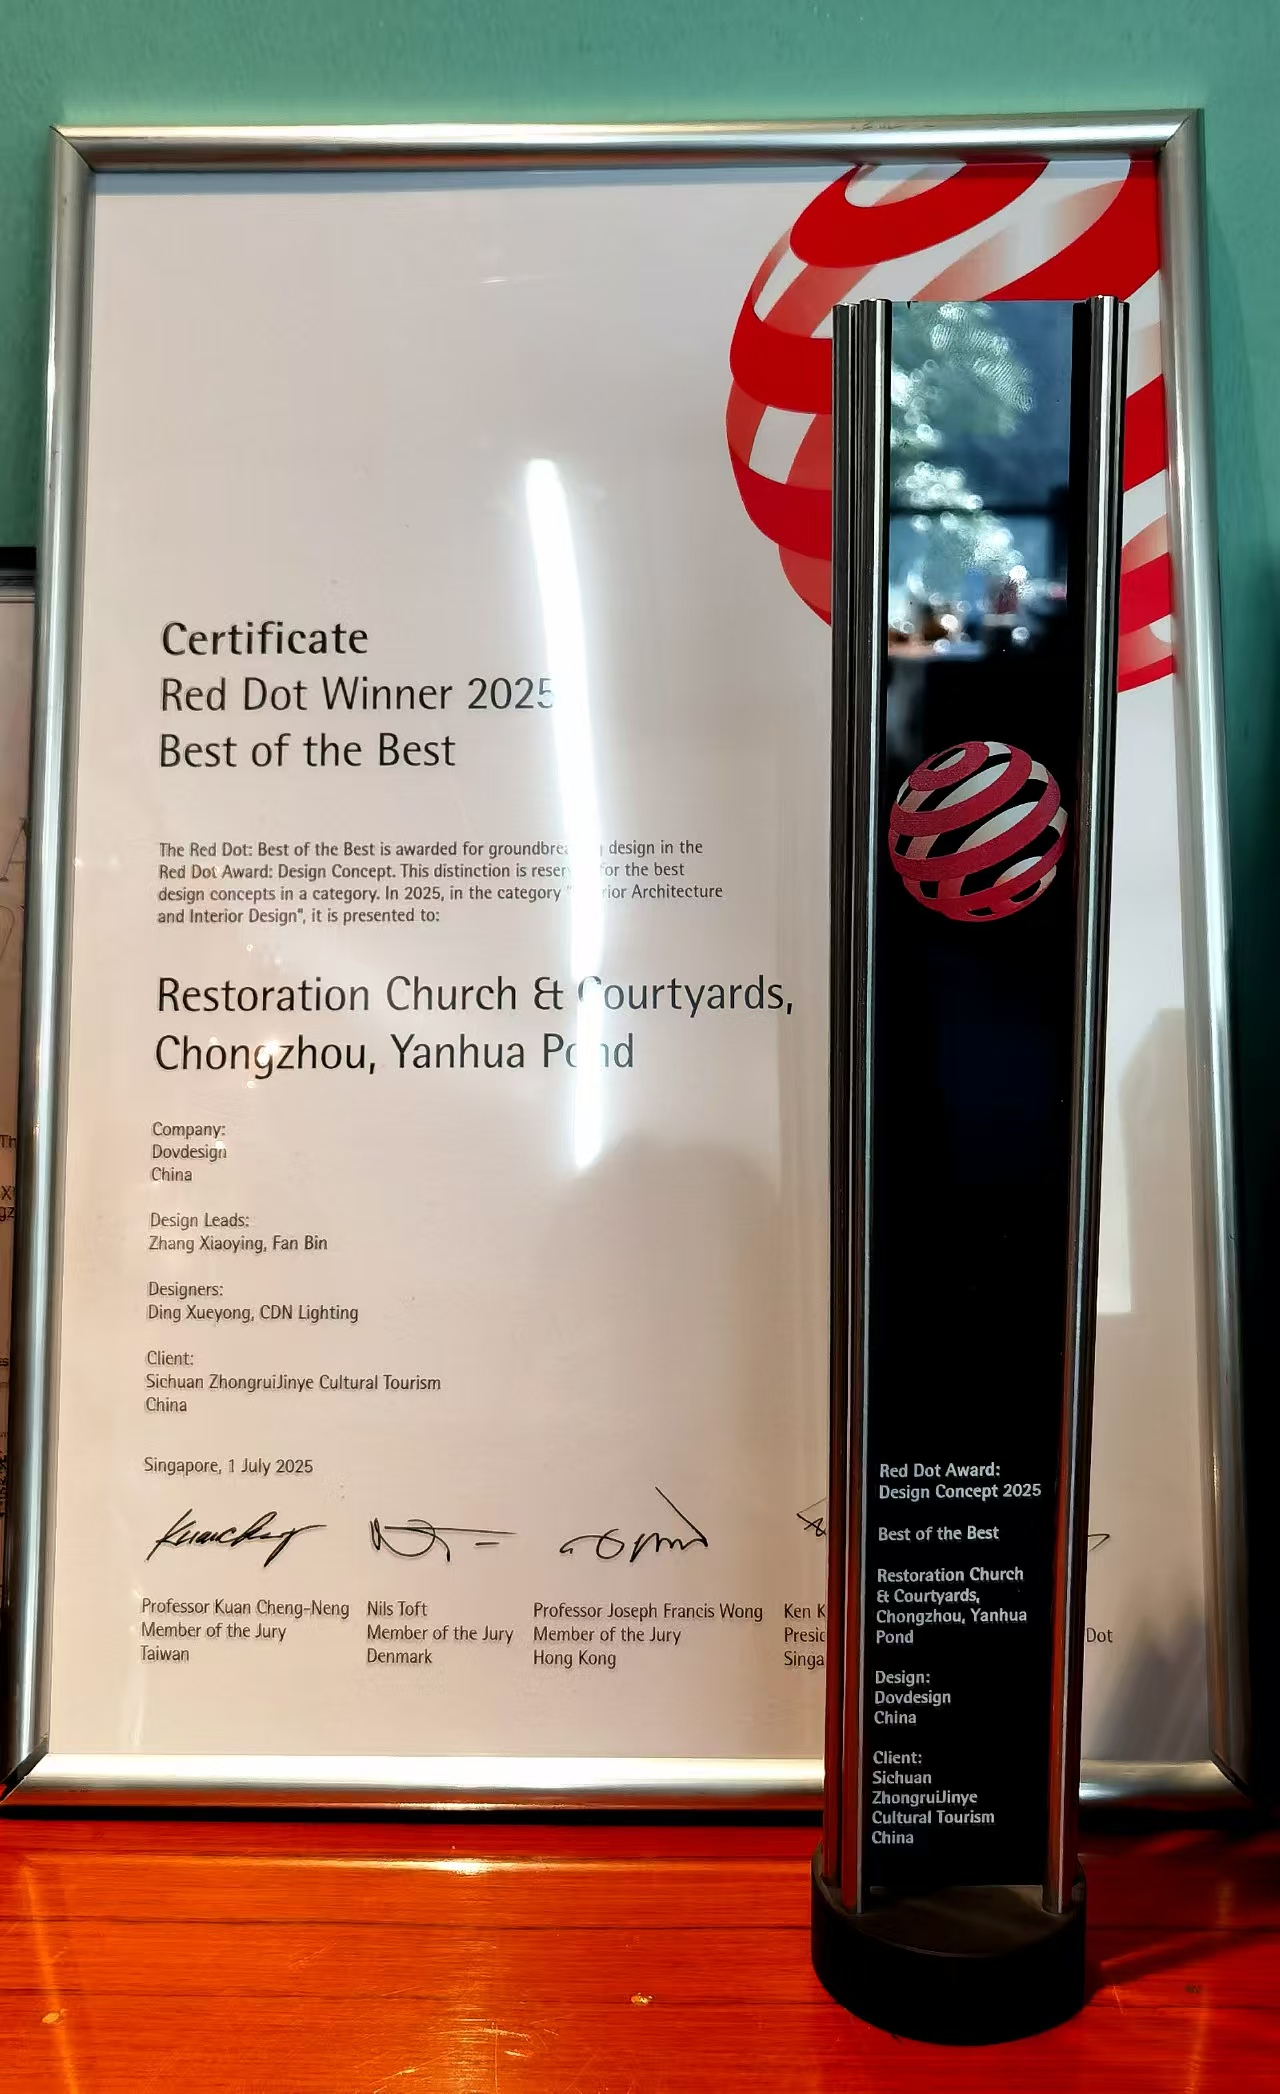 Certificate
Red Dot Winner 2025
Best of the Best
The Red Dot: Best of the Best is awarded for design in the
Red Dot Award: Design Concept. This distinction is for the best
design concepts in a category. In 2025, in the category Architecture
and Interior Design", it is presented to:
Restoration Church & Courtyards,
Chongzhou, Yanhua Pond
Company:
Dovdesign
China
Design Leads:
Zhang Xiaoying, Fan Bin
Designers:
Ding Xueyong, CDN Lighting
Client:
Sichuan ZhongruiJinye Cultural Tourism
China
Singapore, 1 July 2025
Professor Kuan Cheng-Neng
Member of the Jury
Taiwan
Nils Toft
Member of the Jury
Denmark
Professor Joseph Francis Wong
Member of the Jury
Hong Kong
Ken
Dot
Red Dot Award:
Design Concept 2025
Best of the Best
Restoration Church
& Courtyards,
Chongzhou, Yanhua
Pond
Design:
Dovdesign
China
Client:
Sichuan
ZhongruiJinye
Cultural Tourism
China